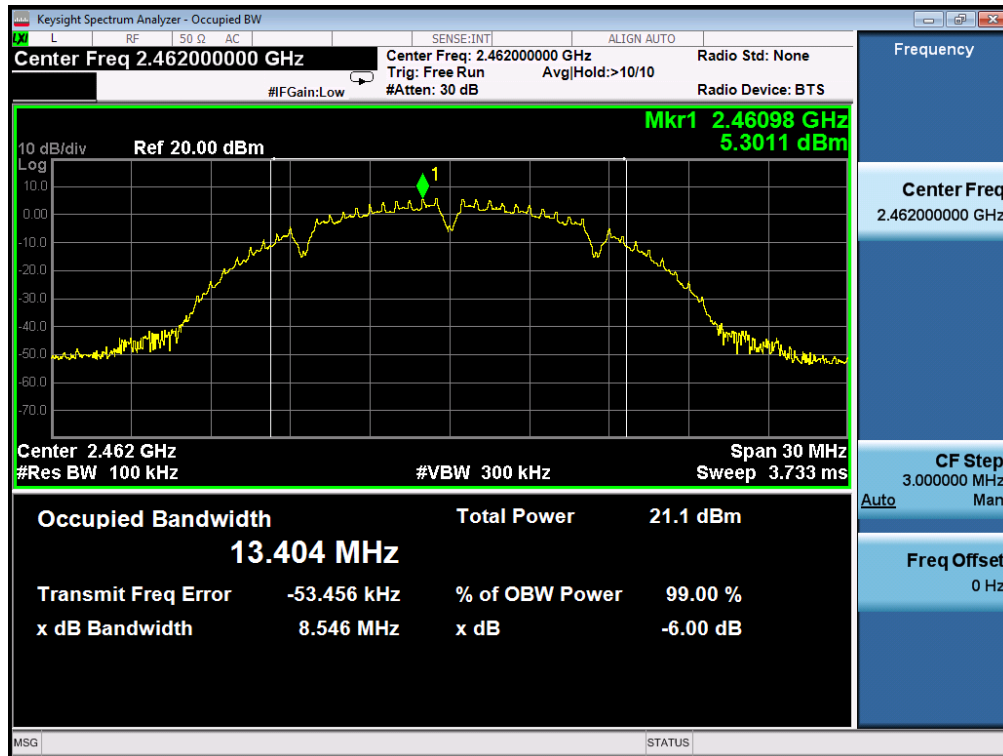 Keysight Spectrum Analyzer - Occupied BW
LXI L RF 50 Ω AC SENSE:INT ALIGN AUTO
Center Freq 2.462000000 GHz
#IFGain:Low
Center Freq: 2.462000000 GHz
Trig: Free Run Avg|Hold:>10/10
#Atten: 30 dB
Radio Std: None
Radio Device: BTS
Mkr1 2.46098 GHz
5.3011 dBm
10 dB/div Ref 20.00 dBm
Log
10.0
0.00
-10.0
-20.0
-30.0
-40.0
-50.0
-60.0
-70.0
1
Center 2.462 GHz Span 30 MHz
#Res BW 100 kHz #VBW 300 kHz Sweep 3.733 ms
Occupied Bandwidth Total Power 21.1 dBm
13.404 MHz
Transmit Freq Error -53.456 kHz % of OBW Power 99.00 %
x dB Bandwidth 8.546 MHz x dB -6.00 dB
MSG STATUS
Frequency
Center Freq
2.462000000 GHz
CF Step
3.000000 MHz
Auto Man
Freq Offset
0 Hz